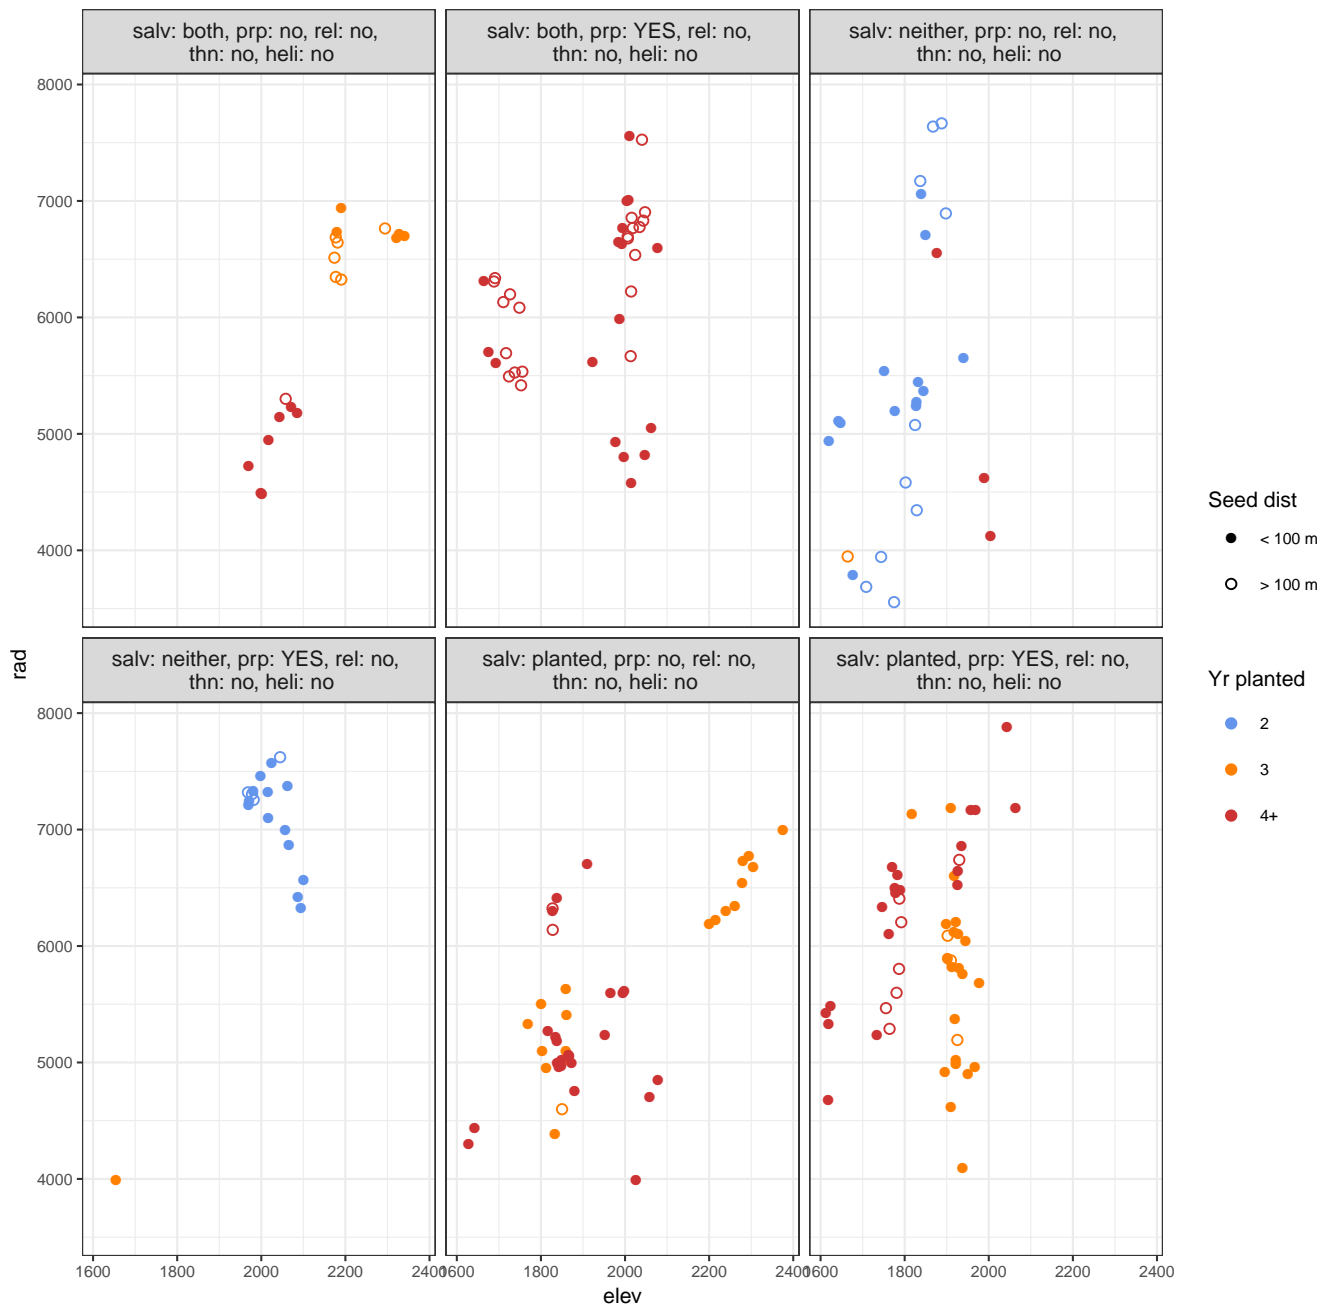 salv: both, prp: no, rel: no,
thn: no, heli: no
salv: both, prp: YES, rel: no,
thn: no, heli: no
salv: neither, prp: no, rel: no,
thn: no, heli: no
8000
7000
6000
5000
4000
salv: neither, prp: YES, rel: no,
thn: no, heli: no
salv: planted, prp: no, rel: no,
thn: no, heli: no
salv: planted, prp: YES, rel: no,
thn: no, heli: no
8000
7000
6000
5000
4000
1600 1800 2000 2200 2400
1600 1800 2000 2200 2400
1600 1800 2000 2200 2400
elev
rad
Seed dist
< 100 m
> 100 m
Yr planted
2
3
4+